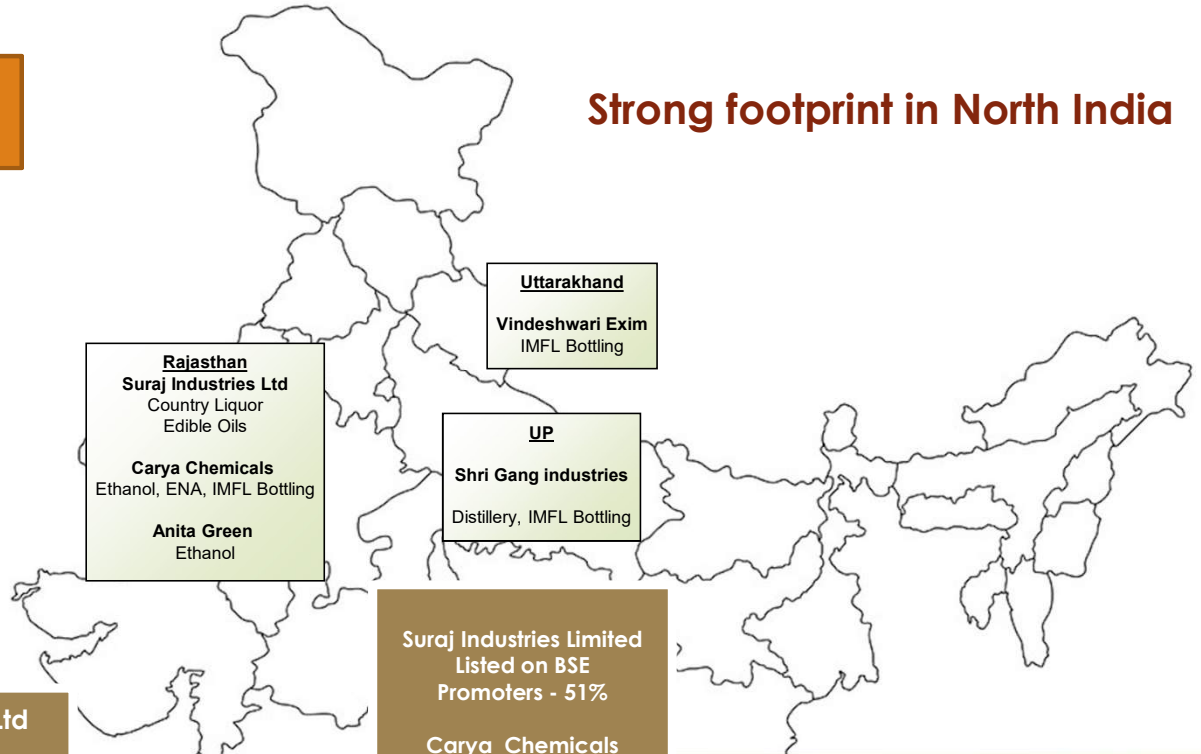 Strong footprint in North India
Uttarakhand
Vindeshwari Exim
IMFL Bottling
Rajasthan
Suraj Industries Ltd
Country Liquor
Edible Oils
Carya Chemicals
Ethanol, ENA, IMFL Bottling
Anita Green
Ethanol
UP
Shri Gang industries
Distillery, IMFL Bottling
Suraj Industries Limited
Listed on BSE
Promoters - 51%
Carya Chemicals
Ltd